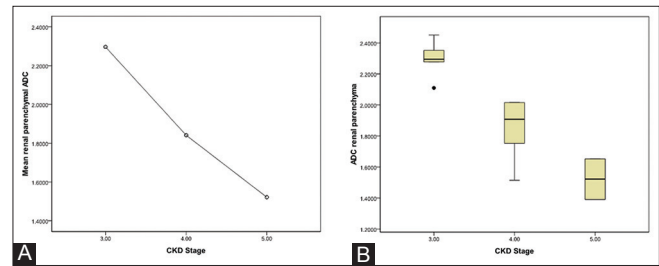 Mean renal parenchymal ADC
2.4000
2.2000
2.0000
1.8000
1.6000
1.4000
3.00 4.00 5.00
CKD Stage
A
ADC renal parenchyma
2.4000
2.2000
2.0000
1.8000
1.6000
1.4000
1.2000
3.00 4.00 5.00
CKD Stage
B